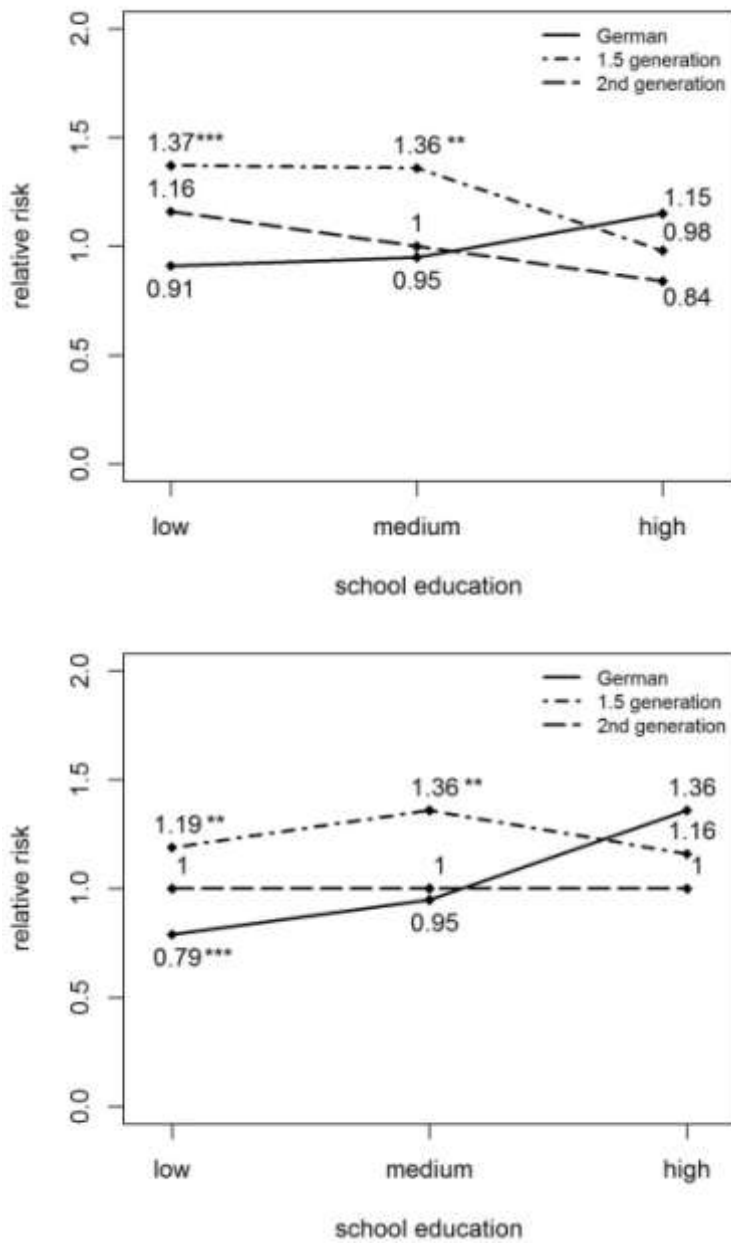 2.0
German
1.5 generation
2nd generation
1.5
1.37***
1.36 **
1.16
1.15
1
0.98
1.0
0.91
0.95
0.84
0.5
0.0
relative risk
low medium high
school education
2.0
German
1.5 generation
2nd generation
1.5
1.36 **
1.36
1.19 **
1.16
1
1
1
1.0
0.95
0.79***
0.5
0.0
relative risk
low medium high
school education